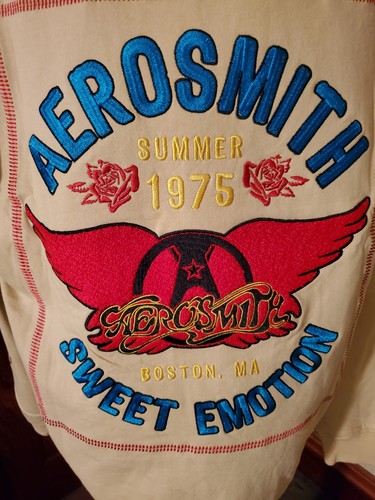 AEROSMITH
SUMMER
1975
AEROSMITH
BOSTON, MA
SWEET EMOTION